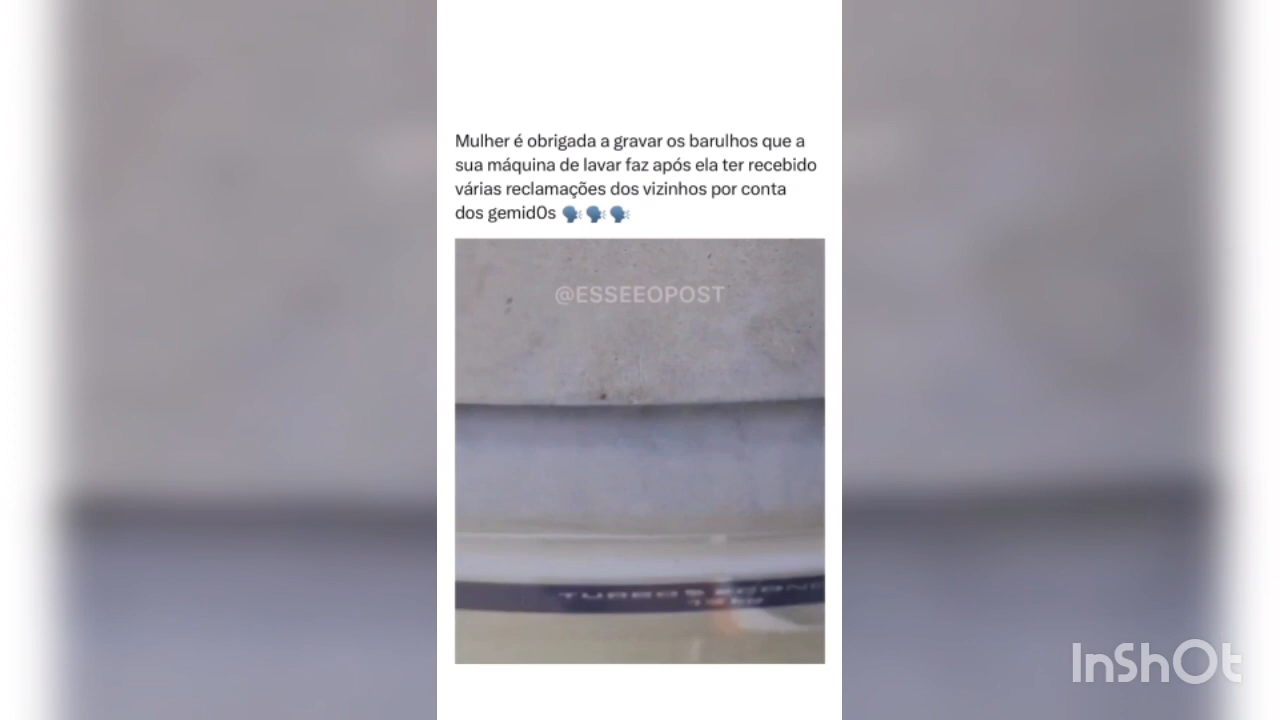 Mulher é obrigada a gravar os barulhos que a
sua máquina de lavar faz após ela ter recebido
várias reclamações dos vizinhos por conta
dos gemid0s 🗣️🗣️🗣️
@ESSEEOPOST
TURBO
InShOt